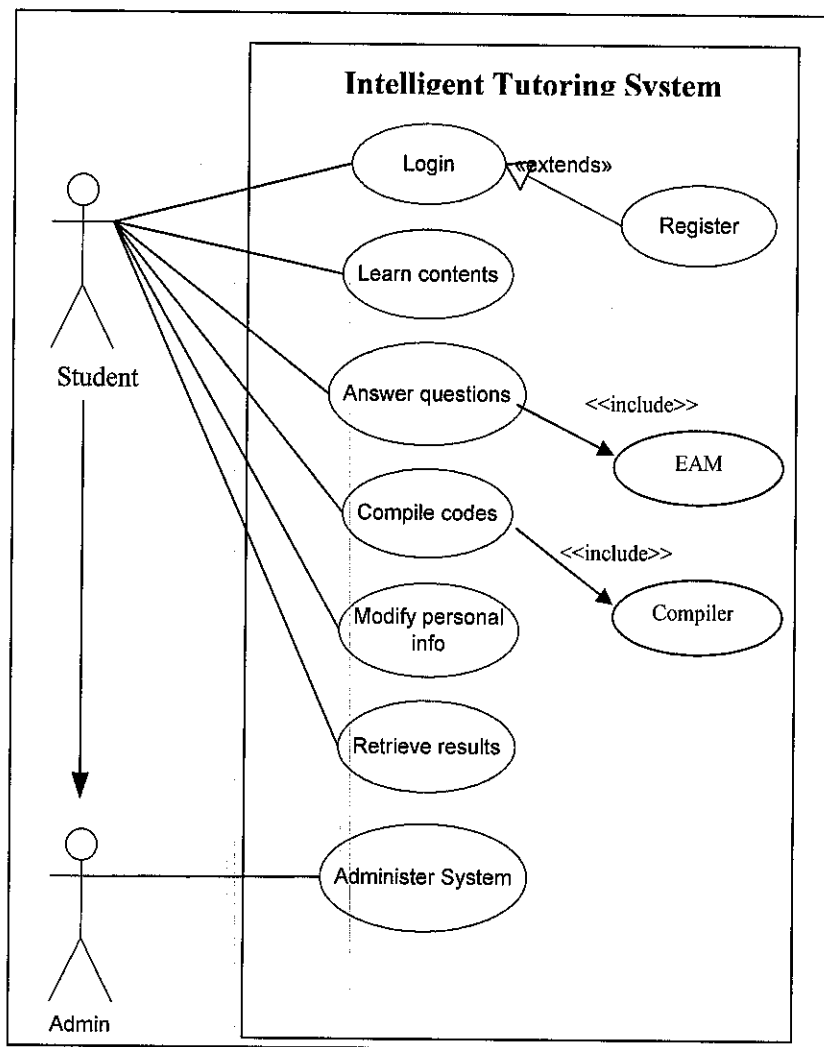 Intelligent Tutoring System
Login
«extends»
Register
Learn contents
Student
Answer questions
<<include>>
EAM
Compile codes
<<include>>
Compiler
Modify personal
info
Retrieve results
Administer System
Admin